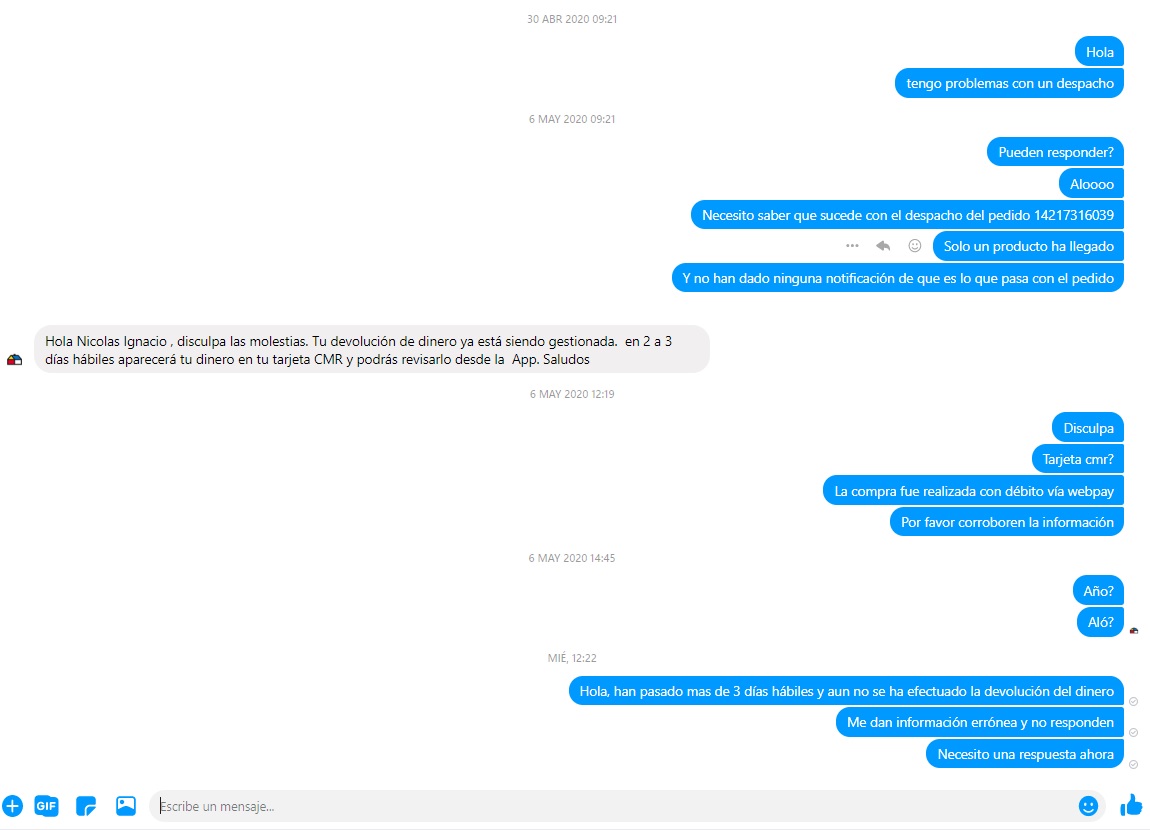 30 ABR 2020 09:21
Hola
tengo problemas con un despacho
6 MAY 2020 09:21
Pueden responder?
Aloooo
Necesito saber que sucede con el despacho del pedido 14217316039
Solo un producto ha llegado
Y no han dado ninguna notificación de que es lo que pasa con el pedido
Hola Nicolas Ignacio , disculpa las molestias. Tu devolución de dinero ya está siendo gestionada.  en 2 a 3
días hábiles aparecerá tu dinero en tu tarjeta CMR y podrás revisarlo desde la  App. Saludos
6 MAY 2020 12:19
Disculpa
Tarjeta cmr?
La compra fue realizada con débito vía webpay
Por favor corroboren la información
6 MAY 2020 14:45
Año?
Aló?
MIÉ, 12:22
Hola, han pasado mas de 3 días hábiles y aun no se ha efectuado la devolución del dinero
Me dan información errónea y no responden
Necesito una respuesta ahora
GIF
Escribe un mensaje...